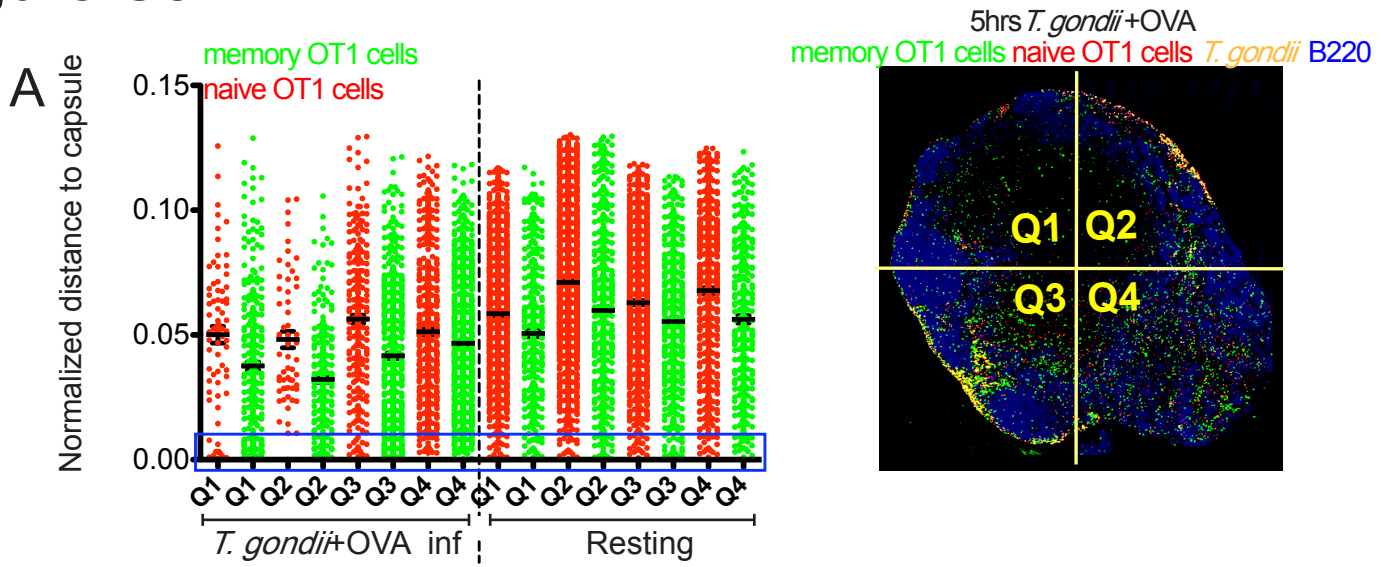 A
memory OT1 cells
naive OT1 cells
Normalized distance to capsule
0.15
0.10
0.05
0.00
Q1 Q1 Q2 Q2 Q3 Q3 Q4 Q4 Q1 Q1 Q2 Q2 Q3 Q3 Q4 Q4
T. gondii+OVA inf
Resting
5hrs T. gondii+OVA
memory OT1 cells naive OT1 cells T. gondii B220
Q1 Q2
Q3 Q4